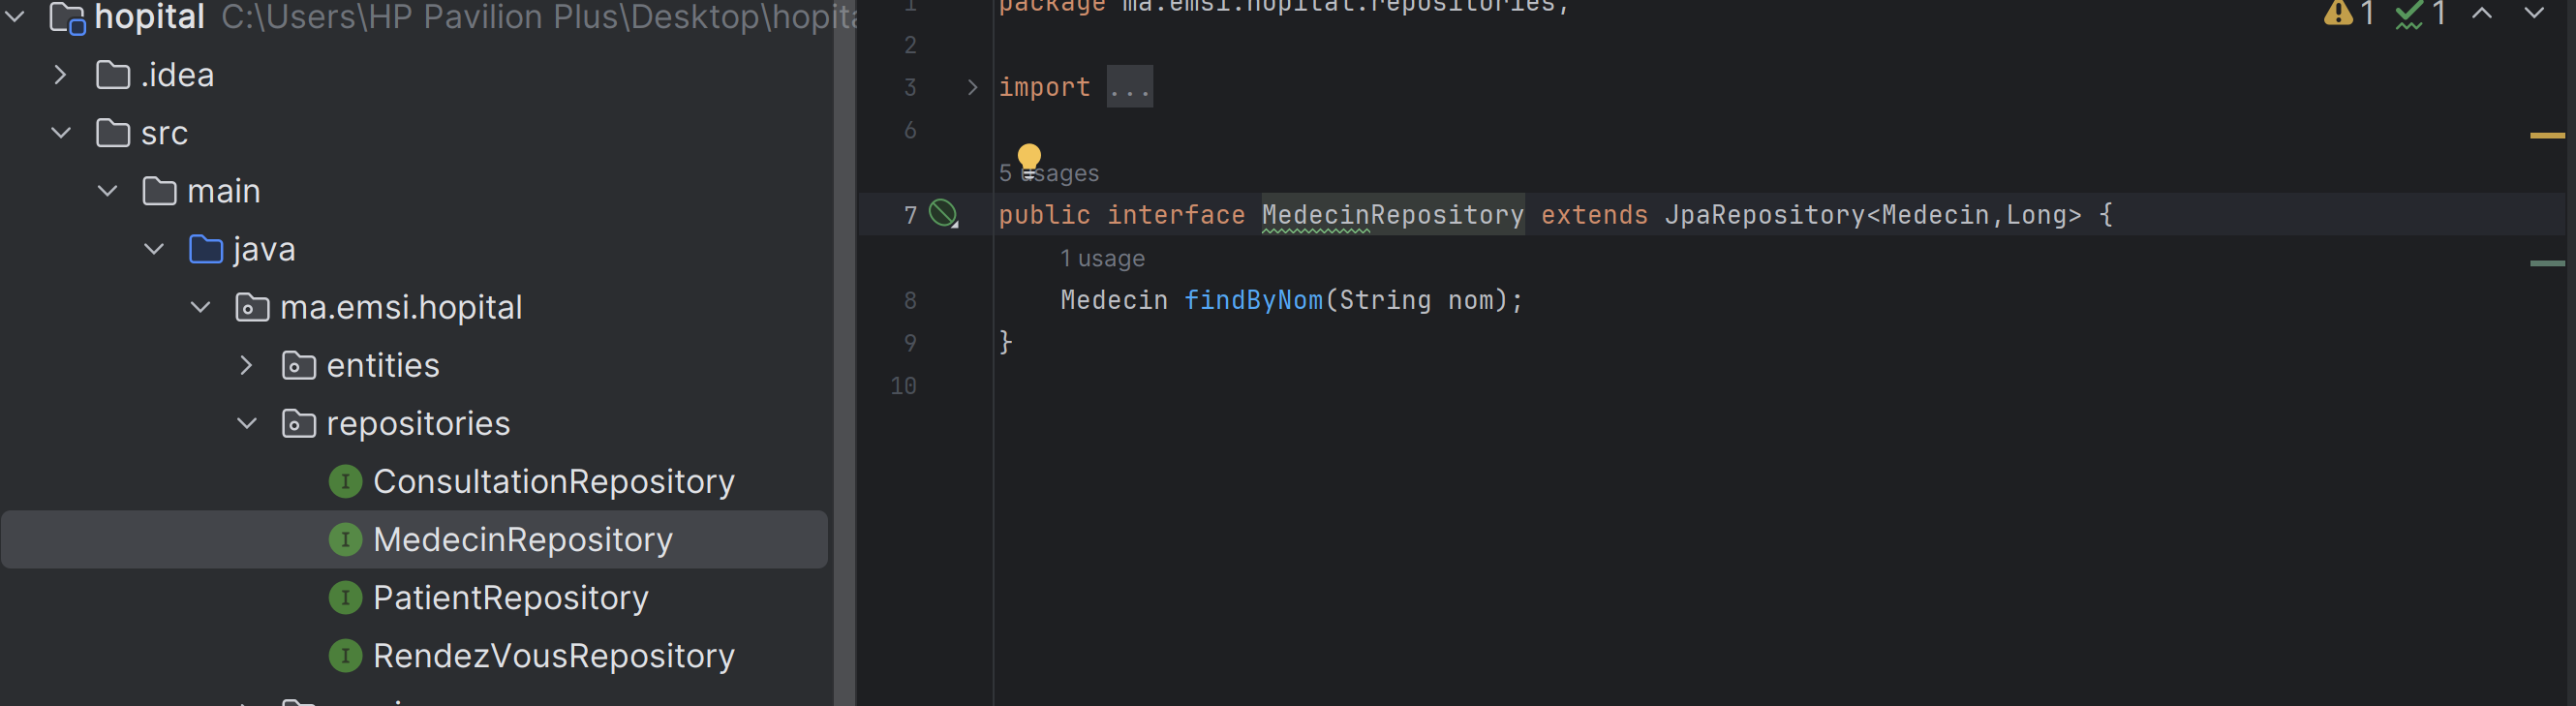 hopital C:\Users\HP Pavilion Plus\Desktop\hopita
.idea
src
main
java
ma.emsi.hopital
entities
repositories
ConsultationRepository
MedecinRepository
PatientRepository
RendezVousRepository
1 package ma.emsi.hopital.repositories;
1 1
2
3 import ...
6
5 usages
7 public interface MedecinRepository extends JpaRepository<Medecin,Long> {
1 usage
8 Medecin findByNom(String nom);
9 }
10